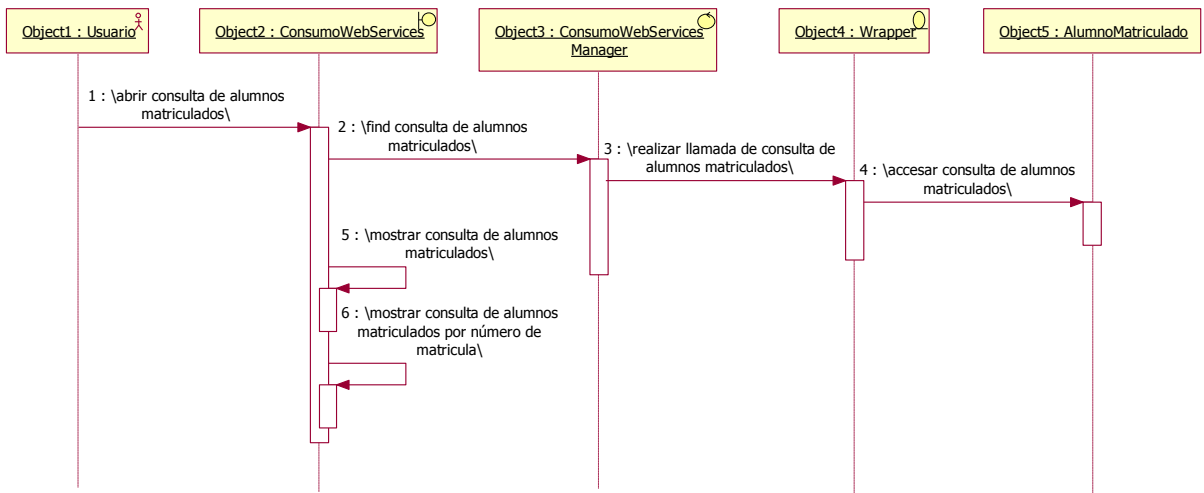 Object1 : Usuario
Object2 : ConsumoWebServices
Object3 : ConsumoWebServices
Manager
Object4 : Wrapper
Object5 : AlumnoMatriculado
1 : \abrir consulta de alumnos
matriculados\
2 : \find consulta de alumnos
matriculados\
3 : \realizar llamada de consulta de
alumnos matriculados\
4 : \accesar consulta de alumnos
matriculados\
5 : \mostrar consulta de alumnos
matriculados\
6 : \mostrar consulta de alumnos
matriculados por número de
matricula\